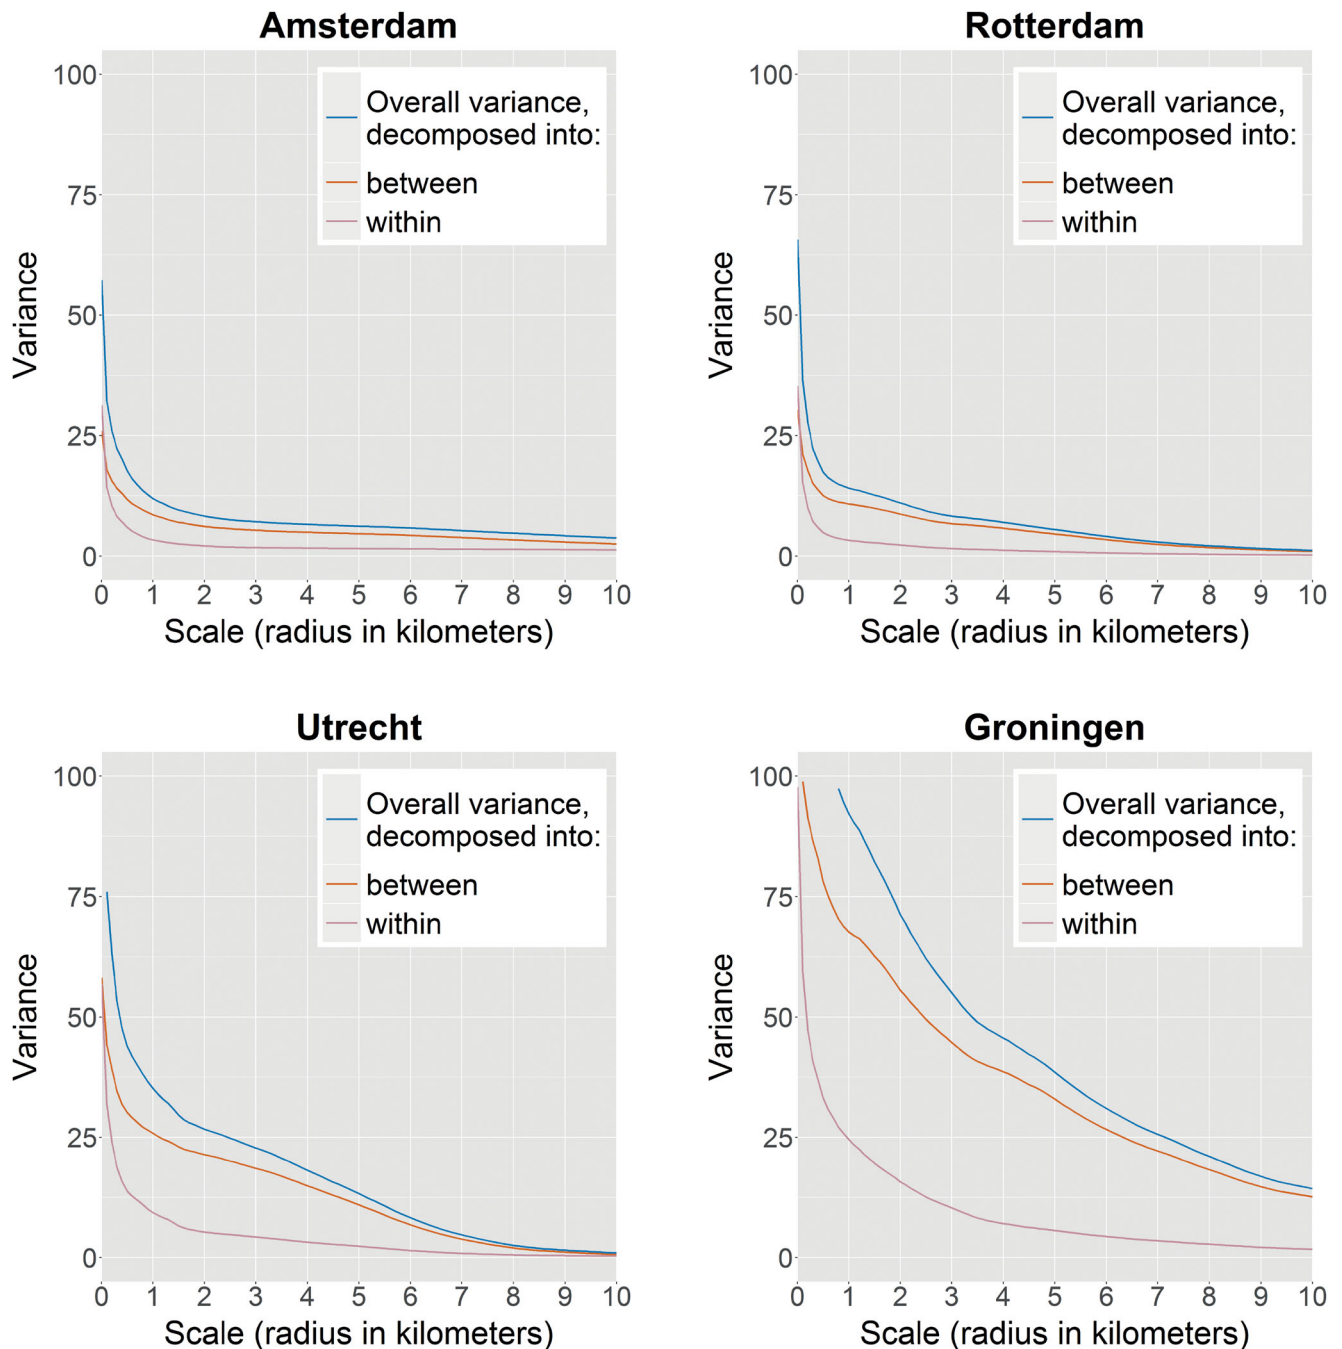 Amsterdam
100
75
50
25
0
Variance
Overall variance,
decomposed into:
between
within
0 1 2 3 4 5 6 7 8 9 10
Scale (radius in kilometers)
Rotterdam
100
75
50
25
0
Variance
Overall variance,
decomposed into:
between
within
0 1 2 3 4 5 6 7 8 9 10
Scale (radius in kilometers)
Utrecht
100
75
50
25
0
Variance
Overall variance,
decomposed into:
between
within
0 1 2 3 4 5 6 7 8 9 10
Scale (radius in kilometers)
Groningen
100
75
50
25
0
Variance
Overall variance,
decomposed into:
between
within
0 1 2 3 4 5 6 7 8 9 10
Scale (radius in kilometers)